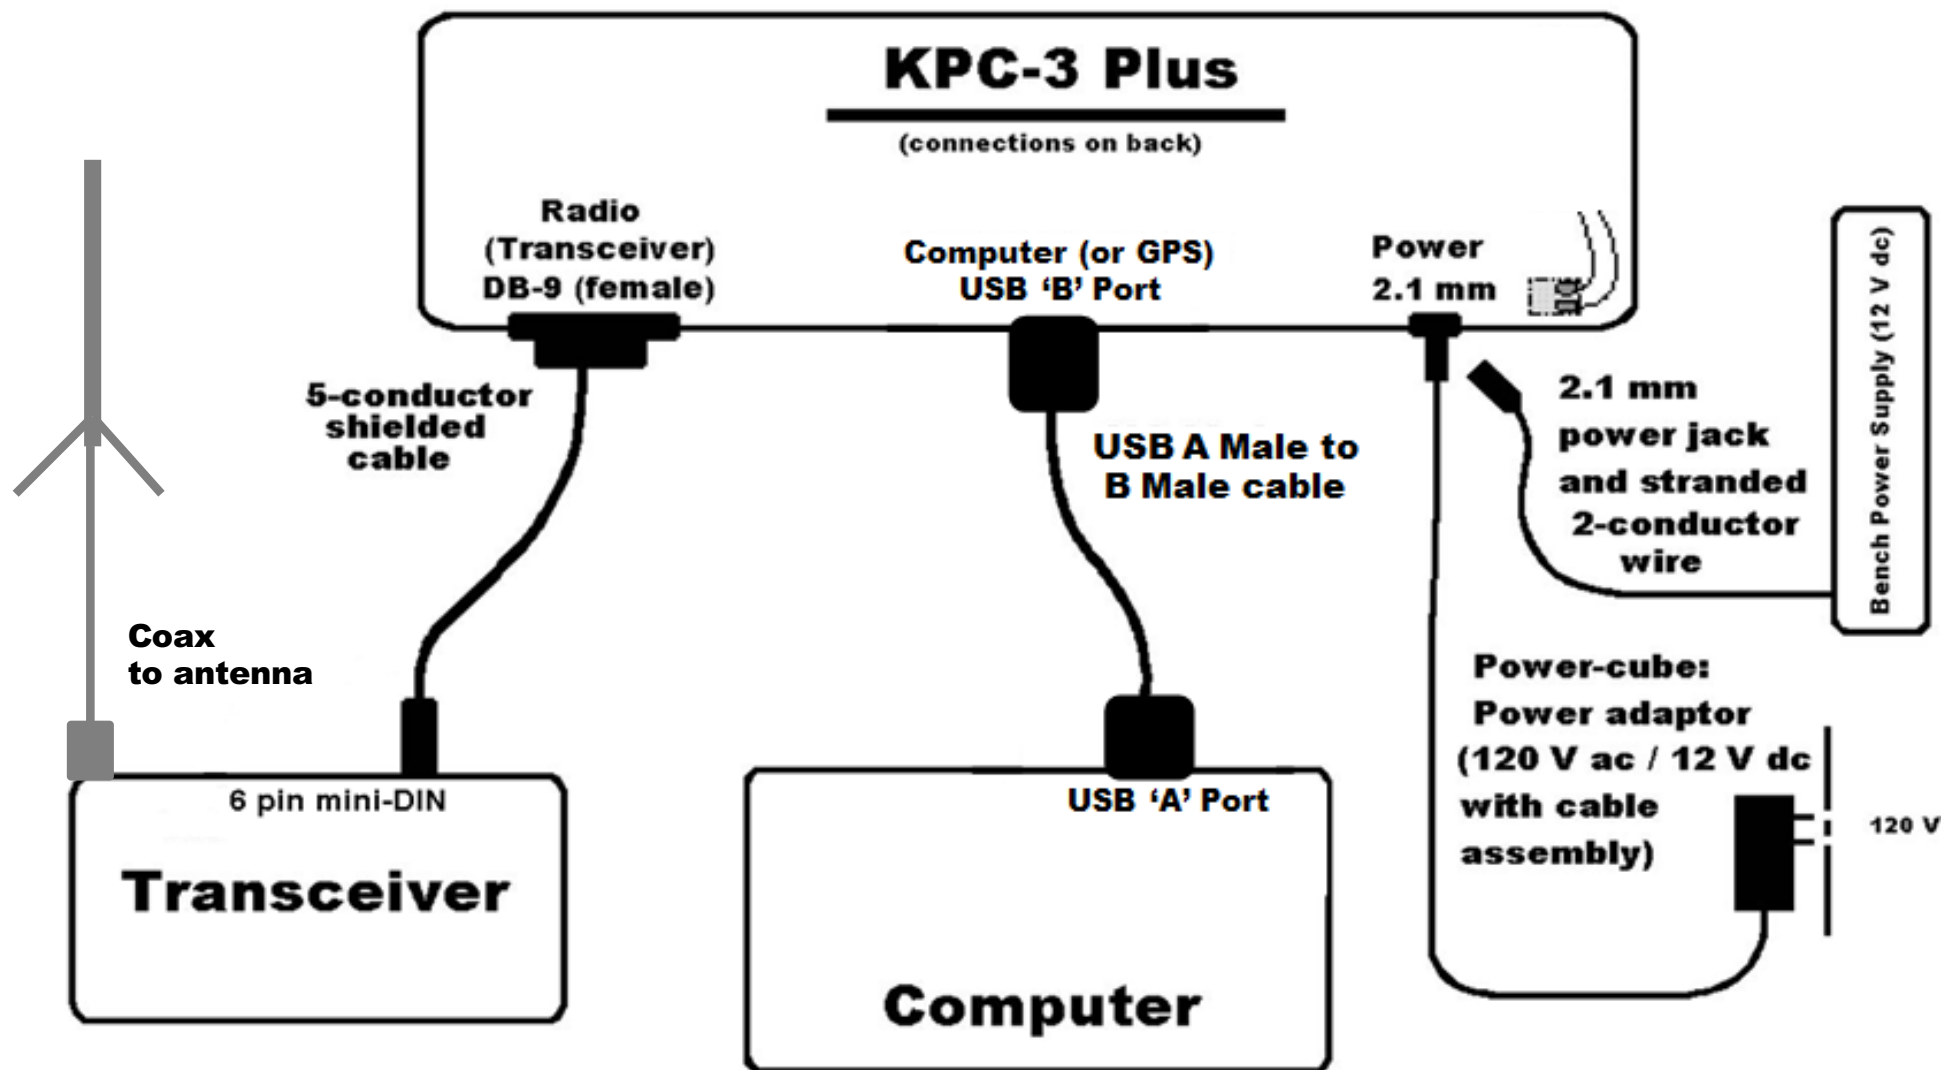 KPC-3 Plus
(connections on back)
Radio
(Transceiver)
DB-9 (female)
Computer (or GPS)
USB ‘B’ Port
Power
2.1 mm
5-conductor
shielded
cable
USB A Male to
B Male cable
2.1 mm
power jack
and stranded
2-conductor
wire
Bench Power Supply (12 V dc)
Coax
to antenna
Power-cube:
Power adaptor
(120 V ac / 12 V dc
with cable
assembly)
120 V
6 pin mini-DIN
Transceiver
USB ‘A’ Port
Computer